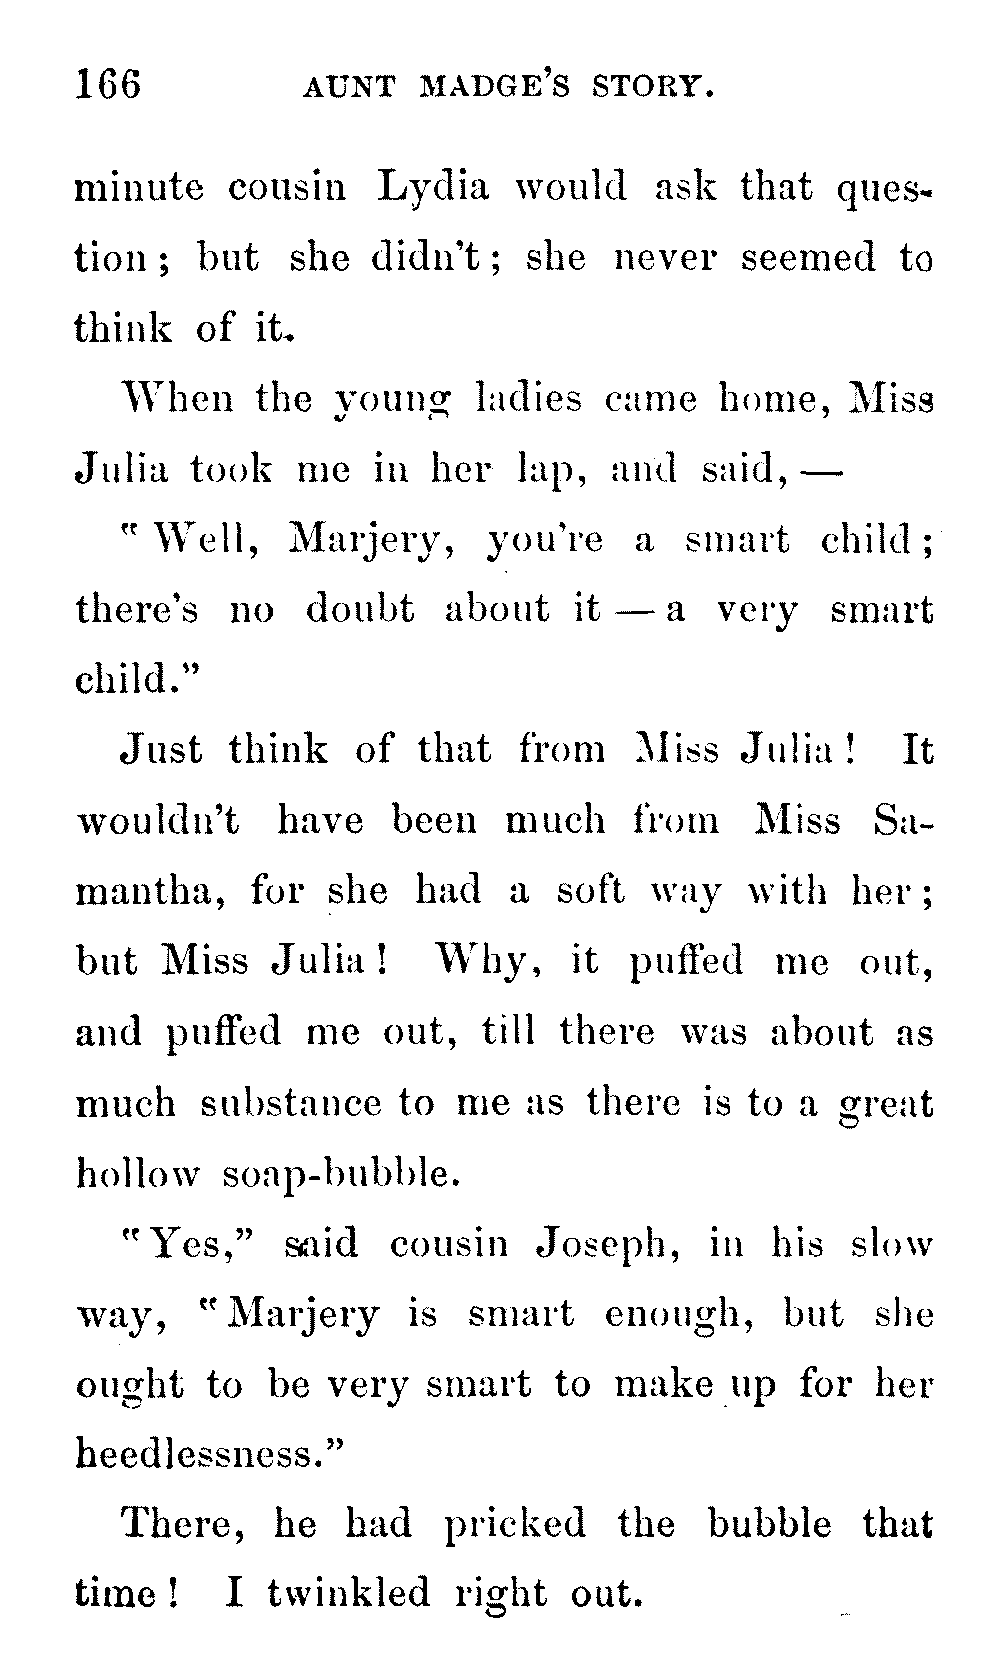 166 AUNT MADGE'S STORY.
minute cousin Lydia would ask that ques-
tion; but she didn't; she never seemed to
think of it.
When the young ladies came home, Miss
Julia took me in her lap, and said, —
"Well, Marjery, you're a smart child;
there's no doubt about it — a very smart
child."
Just think of that from Miss Julia! It
wouldn't have been much from Miss Sa-
mantha, for she had a soft way with her;
but Miss Julia! Why, it puffed me out,
and puffed me out, till there was about as
much substance to me as there is to a great
hollow soap-bubble.
"Yes," said cousin Joseph, in his slow
way, "Marjery is smart enough, but she
ought to be very smart to make up for her
heedlessness."
There, he had pricked the bubble that
time! I twinkled right out.